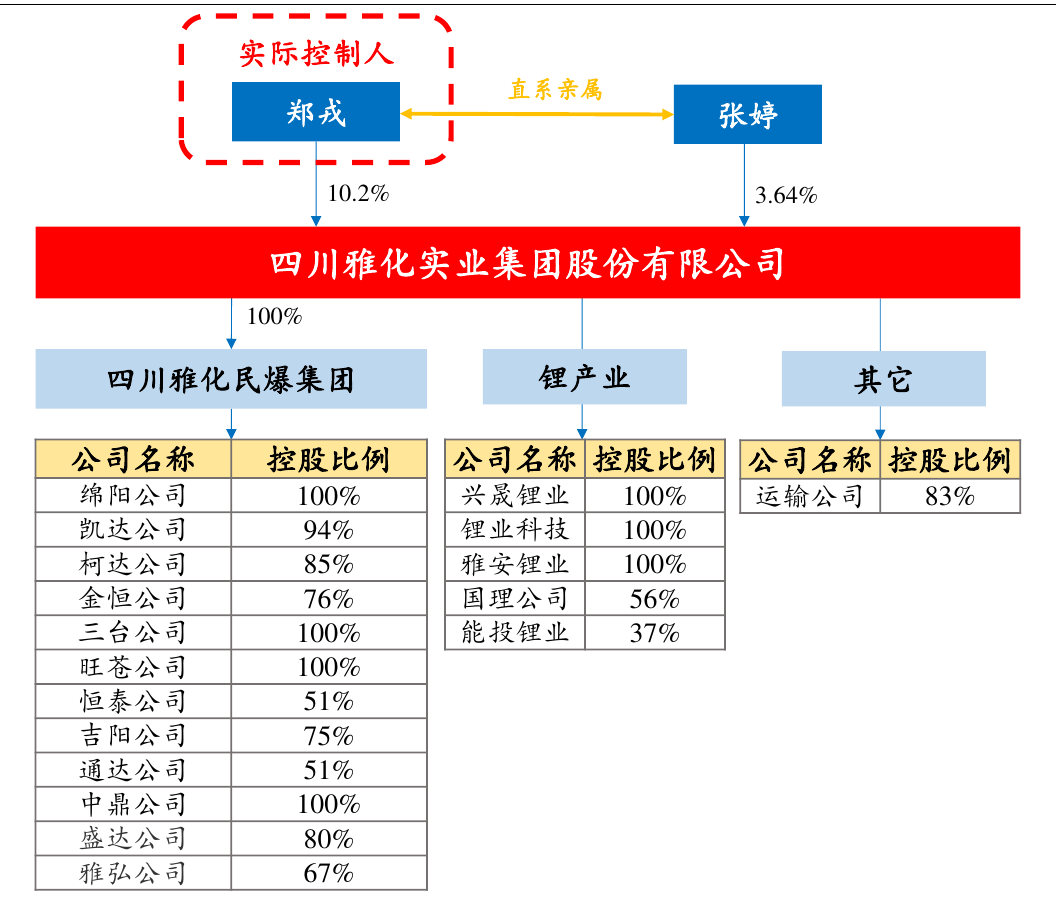 实际控制人
郑戎
直系亲属
张婷
10.2%
3.64%
四川雅化实业集团股份有限公司
100%
四川雅化民爆集团
锂产业
其它
公司名称 控股比例
绵阳公司 100%
凯达公司 94%
柯达公司 85%
金恒公司 76%
三台公司 100%
旺苍公司 100%
恒泰公司 51%
吉阳公司 75%
通达公司 51%
中鼎公司 100%
盛达公司 80%
雅弘公司 67%
公司名称 控股比例
兴晟锂业 100%
锂业科技 100%
雅安锂业 100%
国理公司 56%
能投锂业 37%
公司名称 控股比例
运输公司 83%